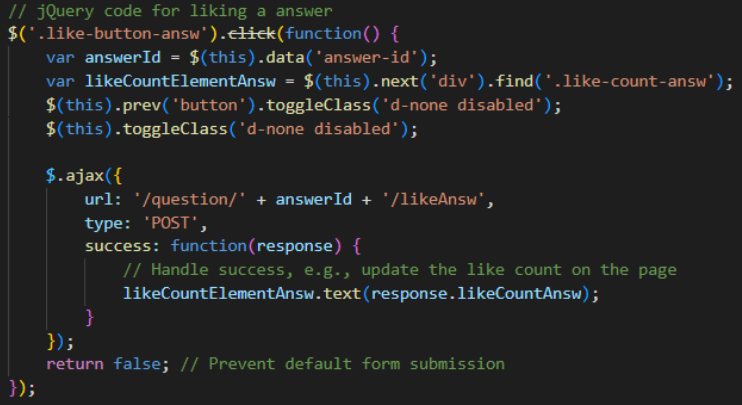 // jQuery code for liking a answer
$('.like-button-answ').click(function() {
    var answerId = $(this).data('answer-id');
    var likeCountElementAnsw = $(this).next('div').find('.like-count-answ');
    $(this).prev('button').toggleClass('d-none disabled');
    $(this).toggleClass('d-none disabled');

    $.ajax({
        url: '/question/' + answerId + '/likeAnsw',
        type: 'POST',
        success: function(response) {
            // Handle success, e.g., update the like count on the page
            likeCountElementAnsw.text(response.likeCountAnsw);
        }
    });
    return false; // Prevent default form submission
});